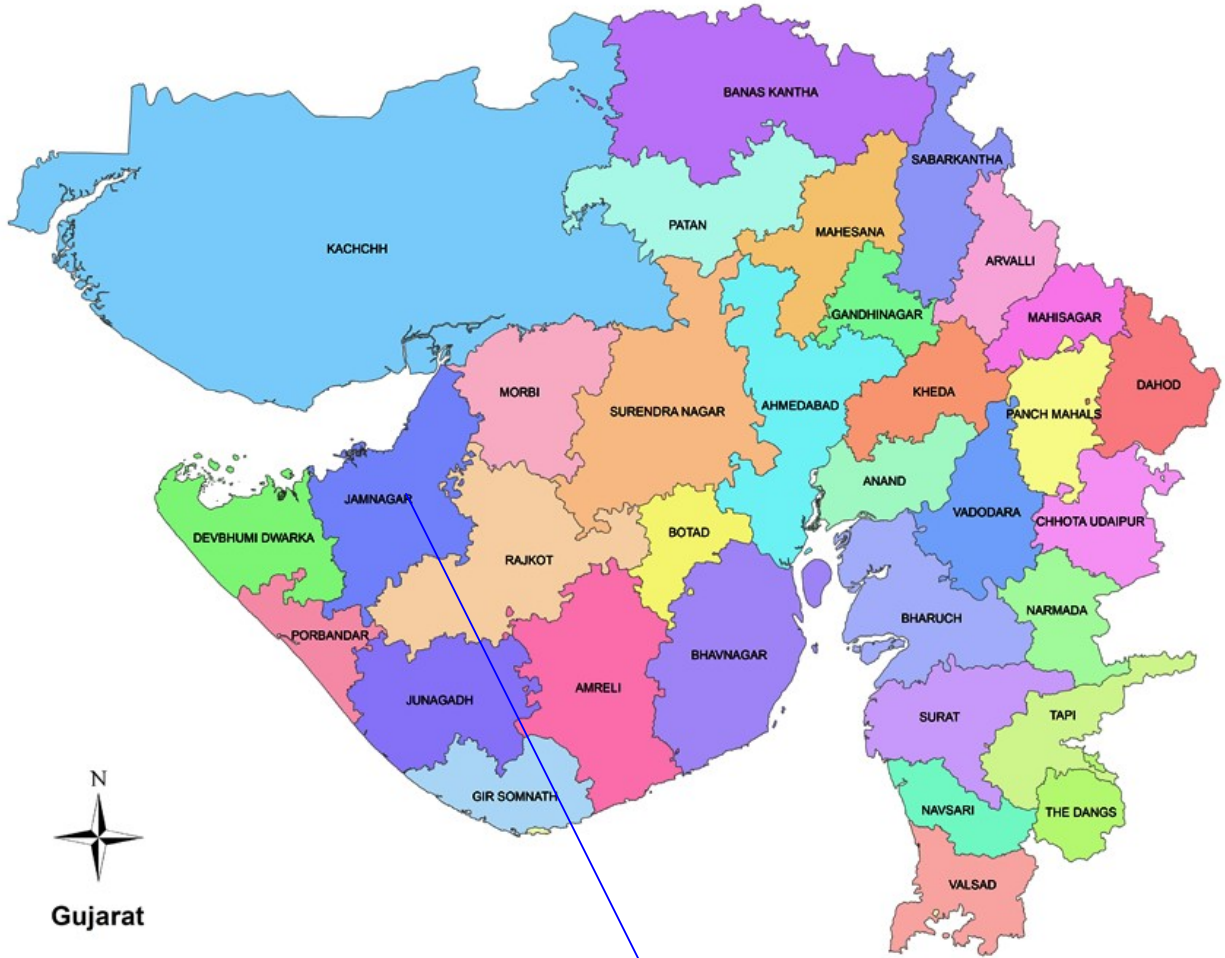 BANAS KANTHA
SABARKANTHA
PATAN
MAHESANA
KACHCHH
ARVALLI
GANDHINAGAR
MAHISAGAR
MORBI
SURENDRA NAGAR
AHMEDABAD
KHEDA
PANCH MAHALS
DAHOD
JAMNAGAR
ANAND
VADODARA
CHHOTA UDAIPUR
DEVBHUMI DWARKA
RAJKOT
BOTAD
PORBANDAR
BHARUCH
NARMADA
BHAVNAGAR
JUNAGADH
AMRELI
SURAT
TAPI
N
GIR SOMNATH
NAVSARI
THE DANGS
VALSAD
Gujarat